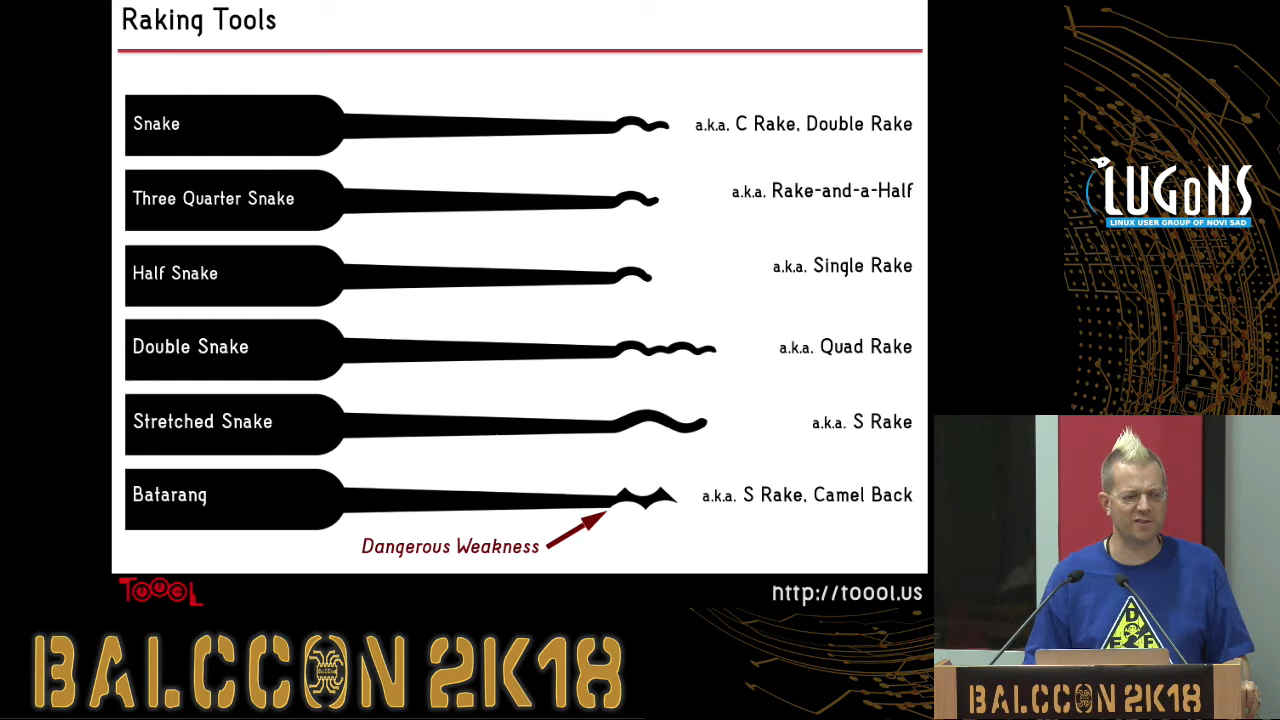 Raking Tools
Snake
a.k.a. C Rake, Double Rake
Three Quarter Snake
a.k.a. Rake-and-a-Half
Half Snake
a.k.a. Single Rake
Double Snake
a.k.a. Quad Rake
Stretched Snake
a.k.a. S Rake
Batarang
a.k.a. S Rake, Camel Back
Dangerous Weakness
TOOOL
http://toool.us
LUGoNS
LINUX USER GROUP OF NOVI SAD
BALCCON 2K18
BALCCON 2K18